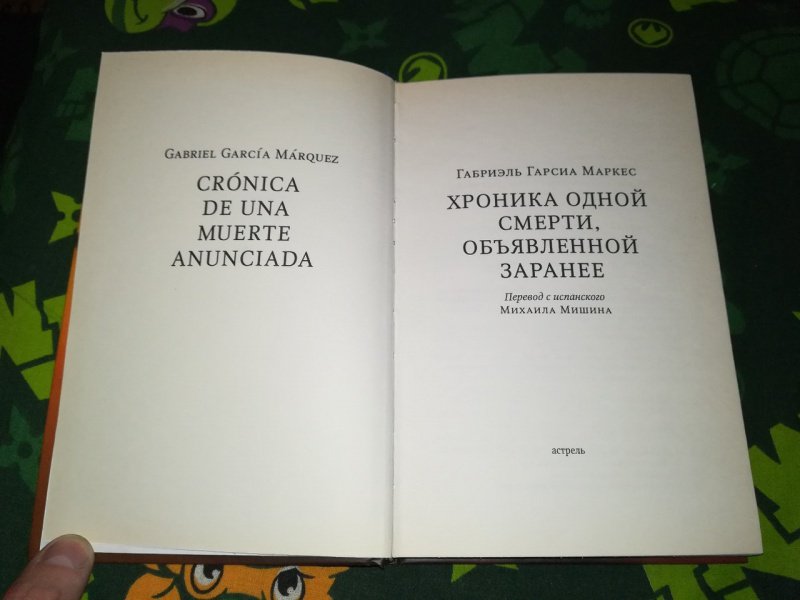 GABRIEL GARCÍA MÁRQUEZ
CRÓNICA
DE UNA
MUERTE
ANUNCIADA
ГАБРИЭЛЬ ГАРСИА МАРКЕС
ХРОНИКА ОДНОЙ
СМЕРТИ,
ОБЪЯВЛЕННОЙ
ЗАРАНЕЕ
Перевод с испанского
МИХАИЛА МИШИНА
астрель